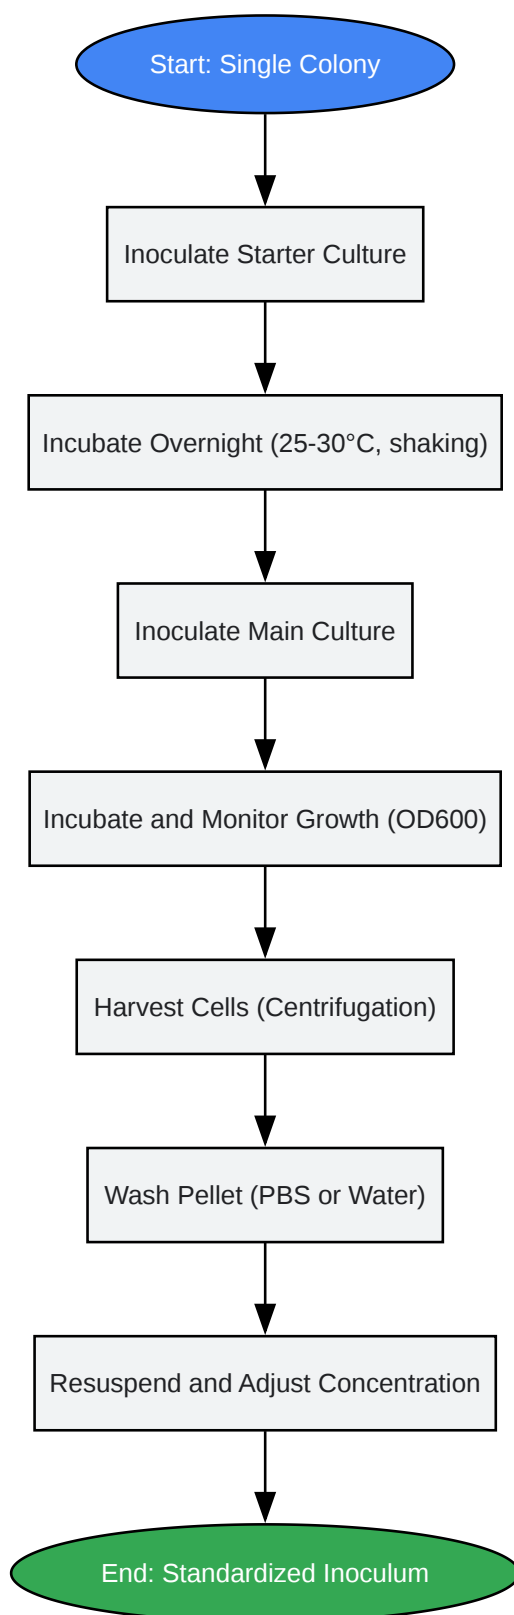 Start: Single Colony
Inoculate Starter Culture
Incubate Overnight (25-30°C, shaking)
Inoculate Main Culture
Incubate and Monitor Growth (OD600)
Harvest Cells (Centrifugation)
Wash Pellet (PBS or Water)
Resuspend and Adjust Concentration
End: Standardized Inoculum